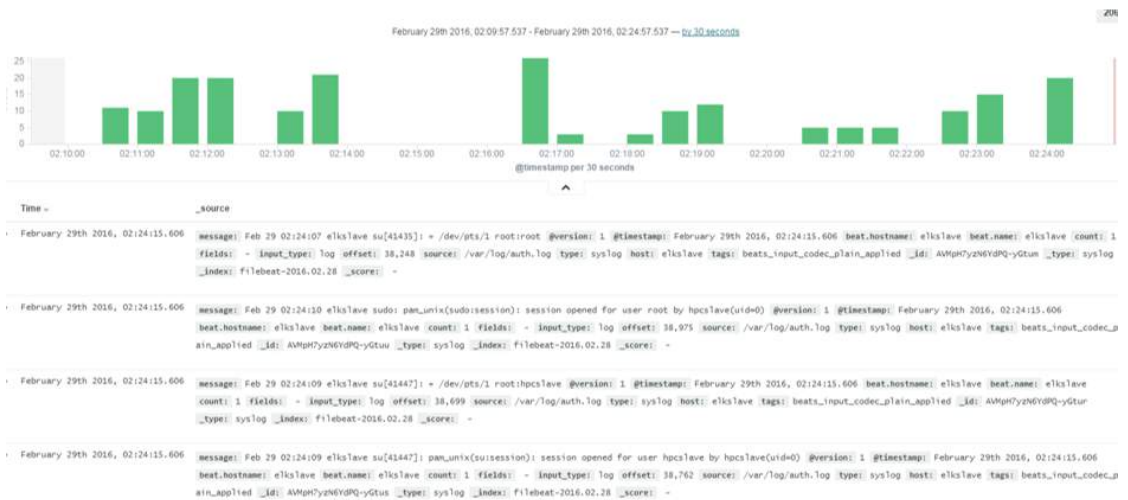 206
February 29th 2016, 02:09:57.537 - February 29th 2016, 02:24:57.537 — by 30 seconds
25
20
15
10
5
0
02:10:00 02:11:00 02:12:00 02:13:00 02:14:00 02:15:00 02:16:00 02:17:00 02:18:00 02:19:00 02:20:00 02:21:00 02:22:00 02:23:00 02:24:00
@timestamp per 30 seconds
Time _source
February 29th 2016, 02:24:15.606 message: Feb 29 02:24:07 elkslave su[41435]: + /dev/pts/1 root:root @version: 1 @timestamp: February 29th 2016, 02:24:15.606 beat.hostname: elkslave beat.name: elkslave count: 1
fields: - input_type: log offset: 38,248 source: /var/log/auth.log type: syslog host: elkslave tags: beats_input_codec_plain_applied _id: AVMpH7yzN6YdPQ-yGtum _type: syslog
_index: filebeat-2016.02.28 _score: -
February 29th 2016, 02:24:15.606 message: Feb 29 02:24:10 elkslave sudo: pam_unix(sudo:session): session opened for user root by hpcslave(uid=0) @version: 1 @timestamp: February 29th 2016, 02:24:15.606
beat.hostname: elkslave beat.name: elkslave count: 1 fields: - input_type: log offset: 38,975 source: /var/log/auth.log type: syslog host: elkslave tags: beats_input_codec_p
ain_applied _id: AVMpH7yzN6YdPQ-yGtuu _type: syslog _index: filebeat-2016.02.28 _score: -
February 29th 2016, 02:24:15.606 message: Feb 29 02:24:09 elkslave su[41447]: + /dev/pts/1 root:hpcslave @version: 1 @timestamp: February 29th 2016, 02:24:15.606 beat.hostname: elkslave beat.name: elkslave
count: 1 fields: - input_type: log offset: 38,699 source: /var/log/auth.log type: syslog host: elkslave tags: beats_input_codec_plain_applied _id: AVMpH7yzN6YdPQ-yGtur
_type: syslog _index: filebeat-2016.02.28 _score: -
February 29th 2016, 02:24:15.606 message: Feb 29 02:24:09 elkslave su[41447]: pam_unix(su:session): session opened for user hpcslave by hpcslave(uid=0) @version: 1 @timestamp: February 29th 2016, 02:24:15.606
beat.hostname: elkslave beat.name: elkslave count: 1 fields: - input_type: log offset: 38,762 source: /var/log/auth.log type: syslog host: elkslave tags: beats_input_codec_p
ain_applied _id: AVMpH7yzN6YdPQ-yGtus _type: syslog _index: filebeat-2016.02.28 _score: -